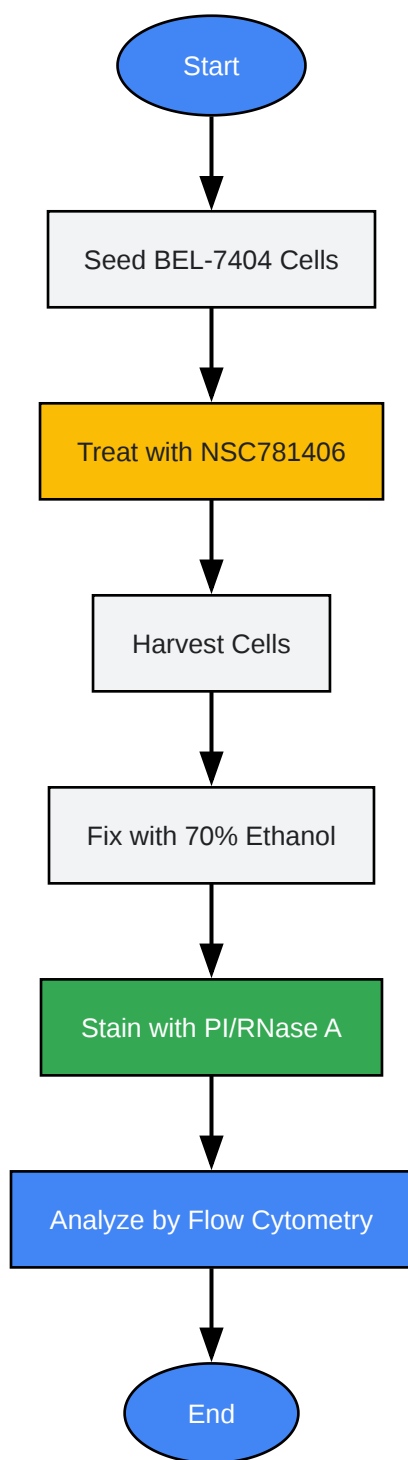 Start
Seed BEL-7404 Cells
Treat with NSC781406
Harvest Cells
Fix with 70% Ethanol
Stain with PI/RNase A
Analyze by Flow Cytometry
End